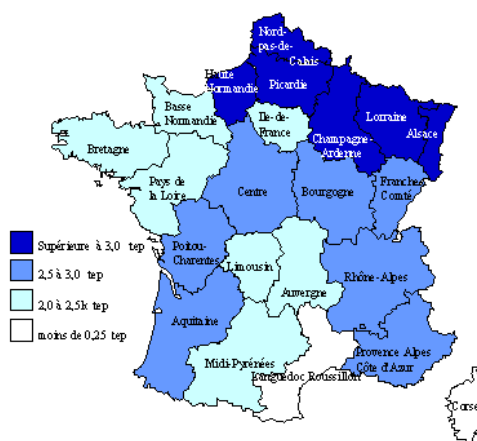 Nord-
pas-de-
Calais
Haute
Normandie
Picardie
Basse
Normandie
Ile-de-
France
Lorraine
Alsace
Champagne-
Ardenne
Bretagne
Pays de
la Loire
Centre
Bourgogne
Franche
Comté
Supérieure à 3,0 tep
2,5 à 3,0 tep
2,0 à 2,5k tep
moins de 0,25 tep
Poitou-
Charentes
Limousin
Auvergne
Rhône-Alpes
Aquitaine
Midi-Pyrénées
Languedoc Roussillon
Provence Alpes
Côte d'Azur
Corse